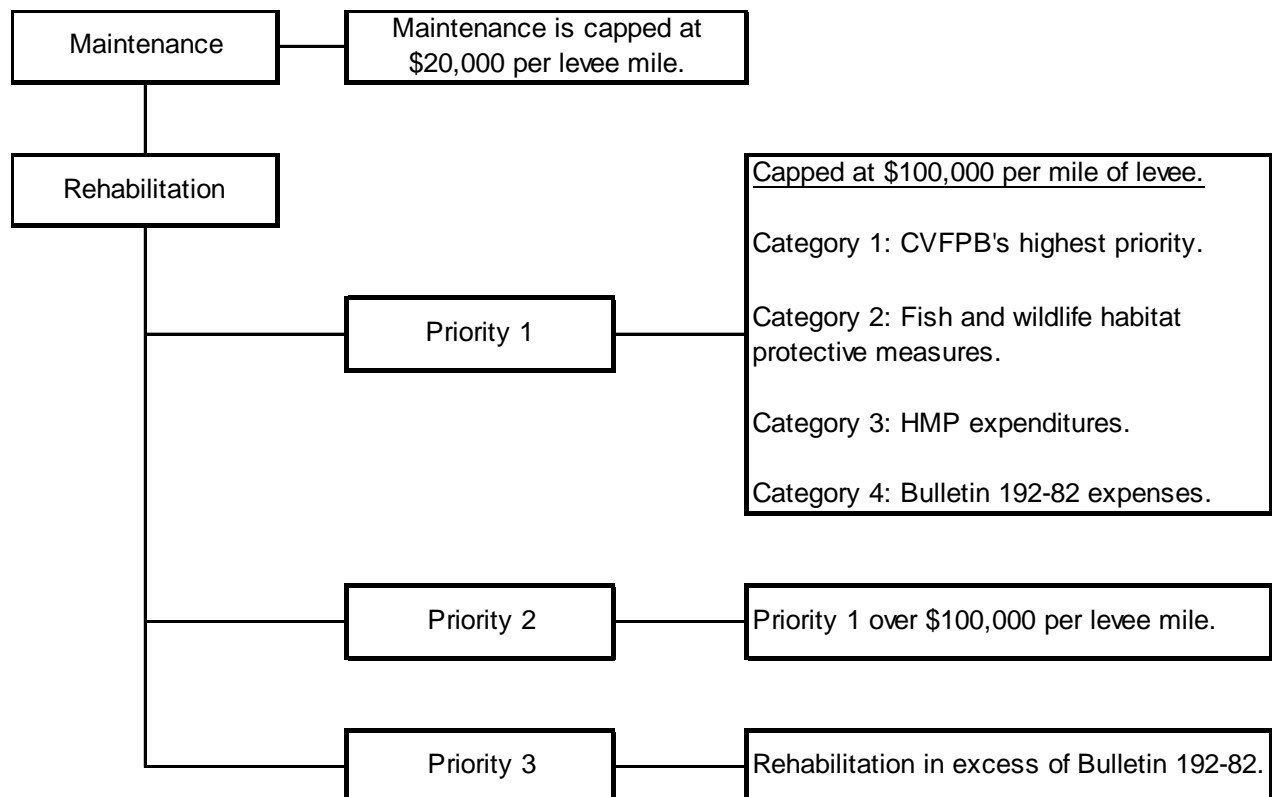 Maintenance
Maintenance is capped at
$20,000 per levee mile.
Rehabilitation
Capped at $100,000 per mile of levee.
Category 1: CVFPB's highest priority.
Category 2: Fish and wildlife habitat
protective measures.
Category 3: HMP expenditures.
Category 4: Bulletin 192-82 expenses.
Priority 1
Priority 2
Priority 1 over $100,000 per levee mile.
Priority 3
Rehabilitation in excess of Bulletin 192-82.